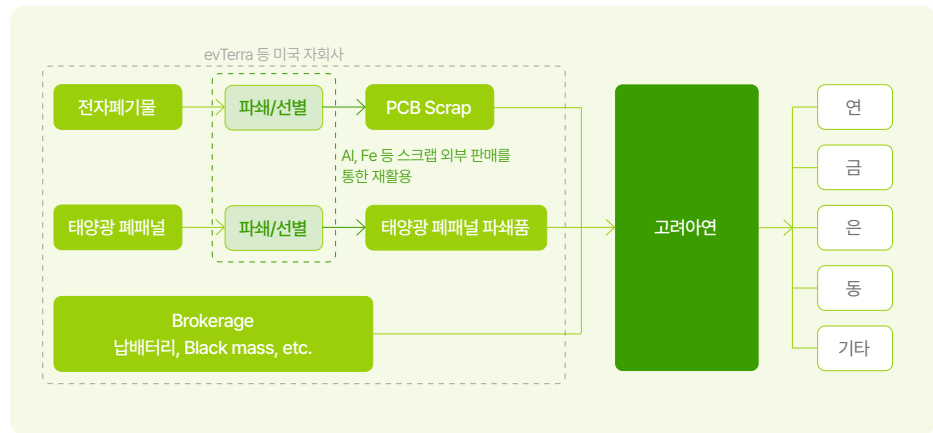 evTerra 등 미국 자회사
전자폐기물
파쇄/선별
PCB Scrap
Al, Fe 등 스크랩 외부 판매를
통한 재활용
태양광 폐패널
파쇄/선별
태양광 폐패널 파쇄품
Brokerage
납배터리, Black mass, etc.
고려아연
연
금
은
동
기타